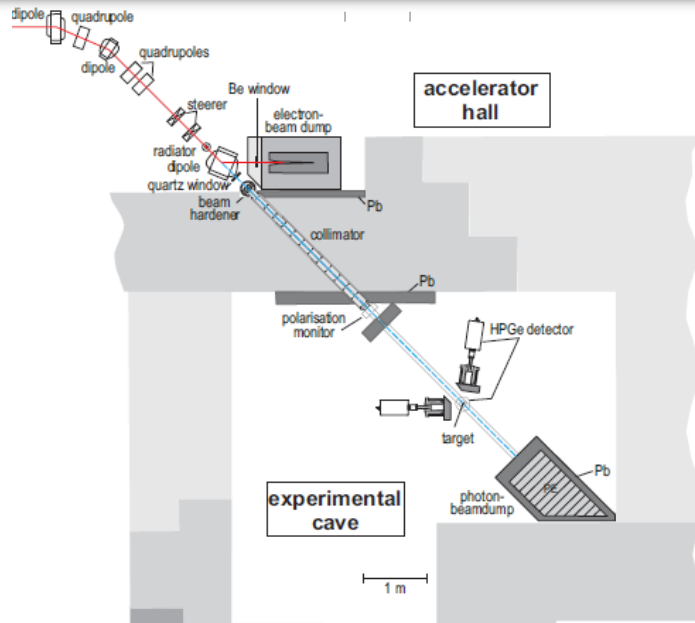 dipole
quadrupole
dipole
quadrupoles
steerer
Be window
electron-
beam dump
accelerator
hall
radiator
dipole
quartz window
beam
hardener
Pb
collimator
Pb
polarisation
monitor
HPGe detector
target
Pb
PE
photon-
beamdump
experimental
cave
1 m